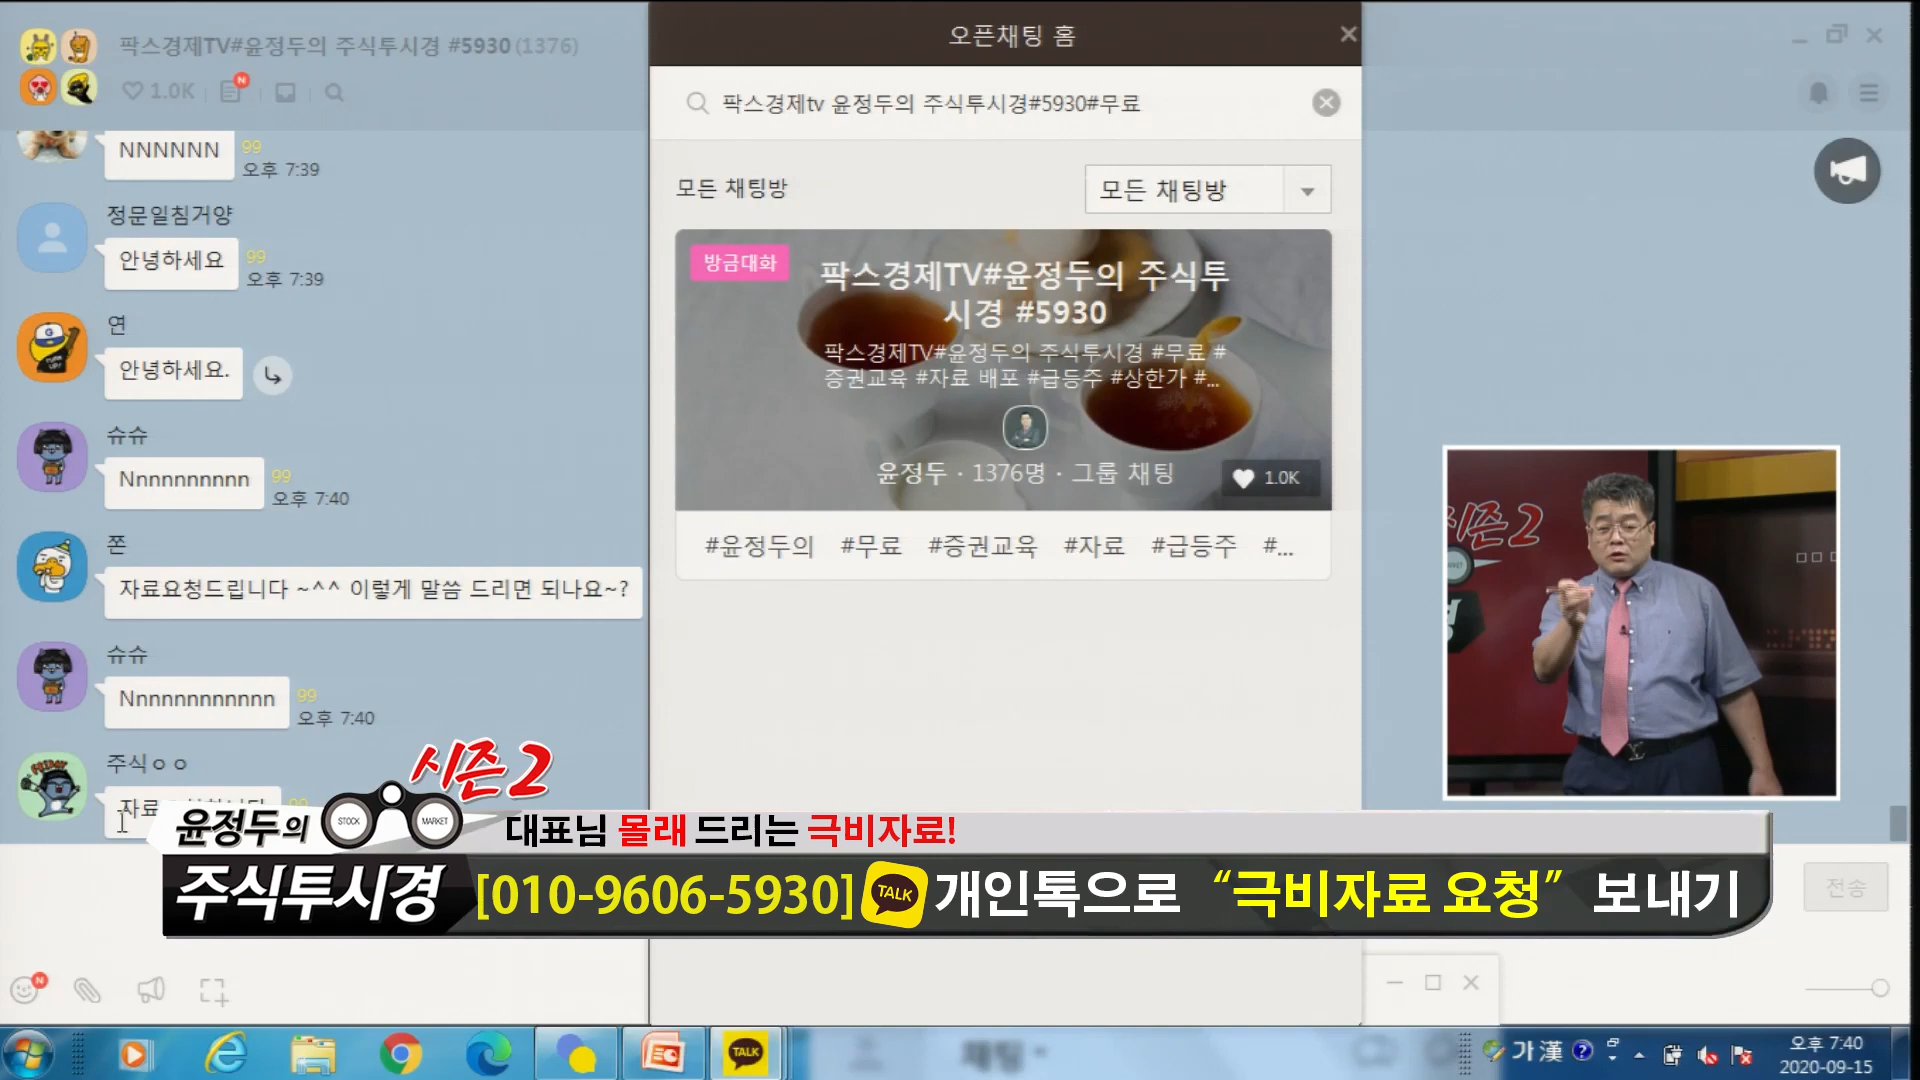 팍스경제TV#윤정두의 주식투시경 #5930 (1376)
1.0K
NNNNNN
99
오후 7:39
정문일침거양
안녕하세요
99
오후 7:39
연
안녕하세요.
슈슈
Nnnnnnnnnn
99
오후 7:40
쫀
자료요청드립니다 ~^^ 이렇게 말씀 드리면 되나요~?
슈슈
Nnnnnnnnnnnn
99
오후 7:40
주식ㅇㅇ
자료
오픈채팅 홈
팍스경제tv 윤정두의 주식투시경#5930#무료
모든 채팅방
모든 채팅방
방금대화
팍스경제TV#윤정두의 주식투
시경 #5930
팍스경제TV#윤정두의 주식투시경 #무료 #
증권교육 #자료 배포 #급등주 #상한가 #...
윤정두 · 1376명 · 그룹 채팅
1.0K
#윤정두의 #무료 #증권교육 #자료 #급등주 #...
시즌2
시즌2
윤정두의
STOCK MARKET
주식투시경
대표님 몰래 드리는 극비자료!
[010-9606-5930] TALK 개인톡으로 “극비자료 요청” 보내기
전송
TALK
채팅
가 漢
오후 7:40
2020-09-15